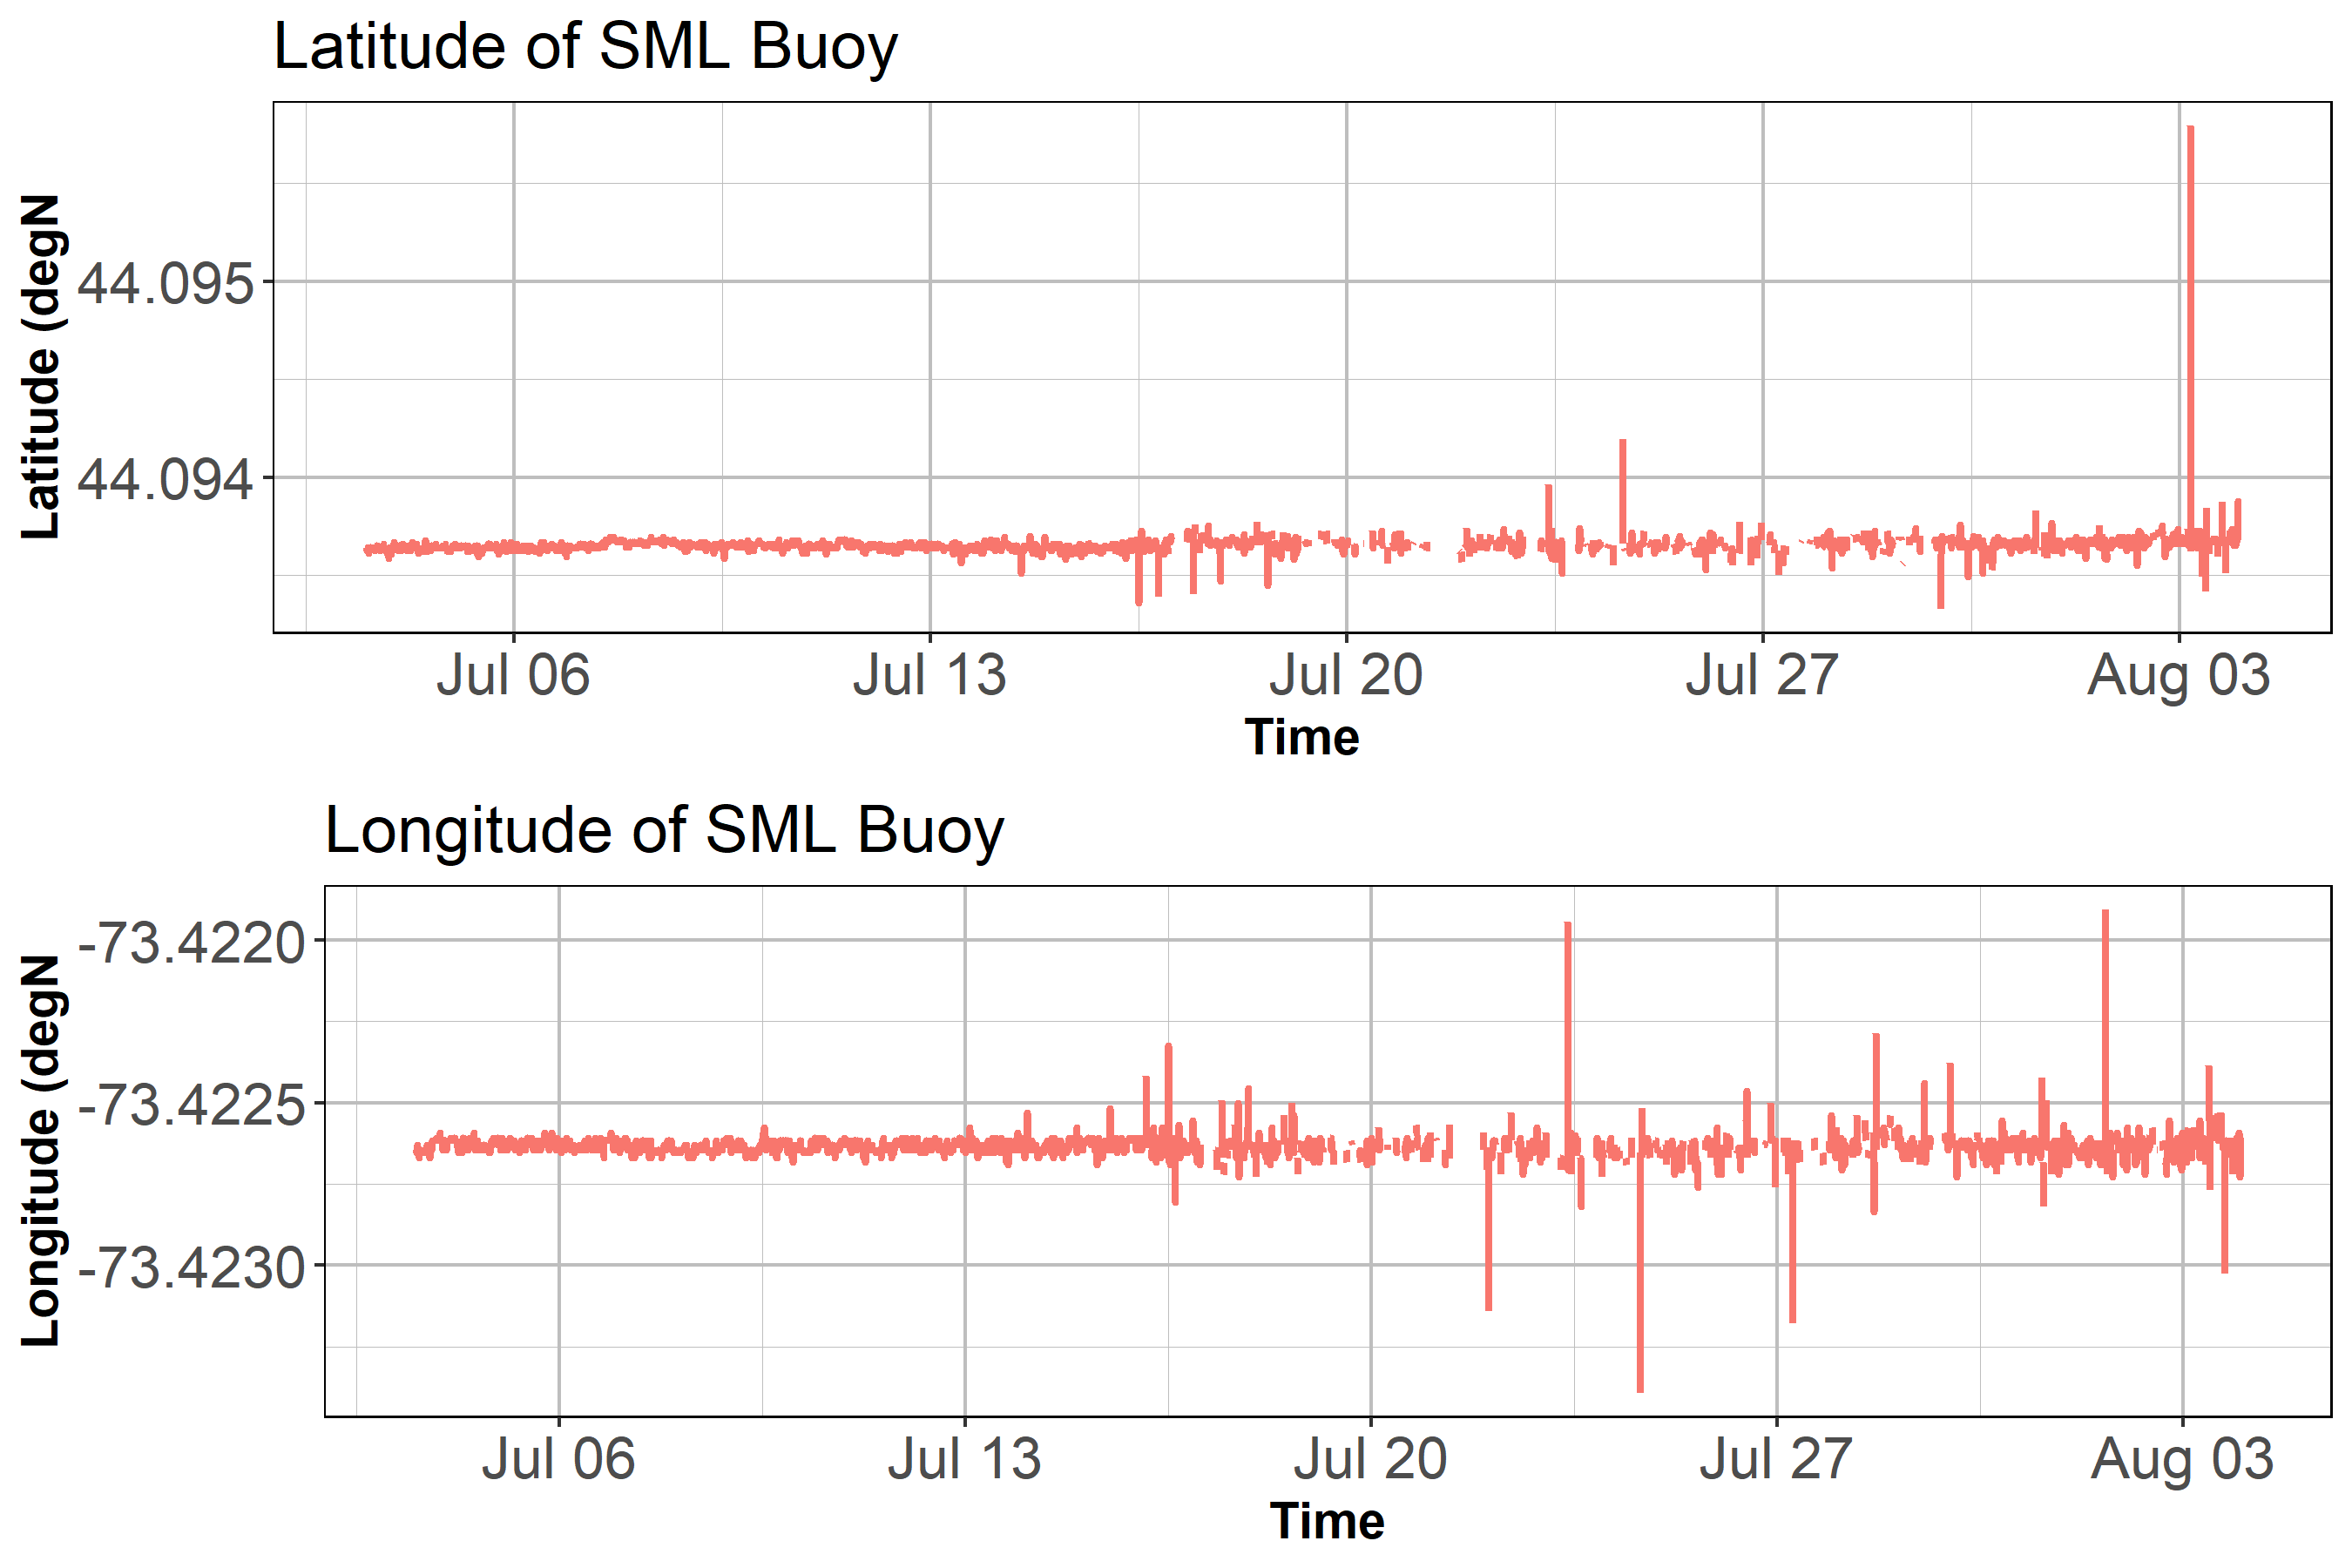 Latitude of SML Buoy
Latitude (degN
44.095
44.094
Jul 06 Jul 13 Jul 20 Jul 27 Aug 03
Time
Longitude of SML Buoy
Longitude (degN
-73.4220
-73.4225
-73.4230
Jul 06 Jul 13 Jul 20 Jul 27 Aug 03
Time